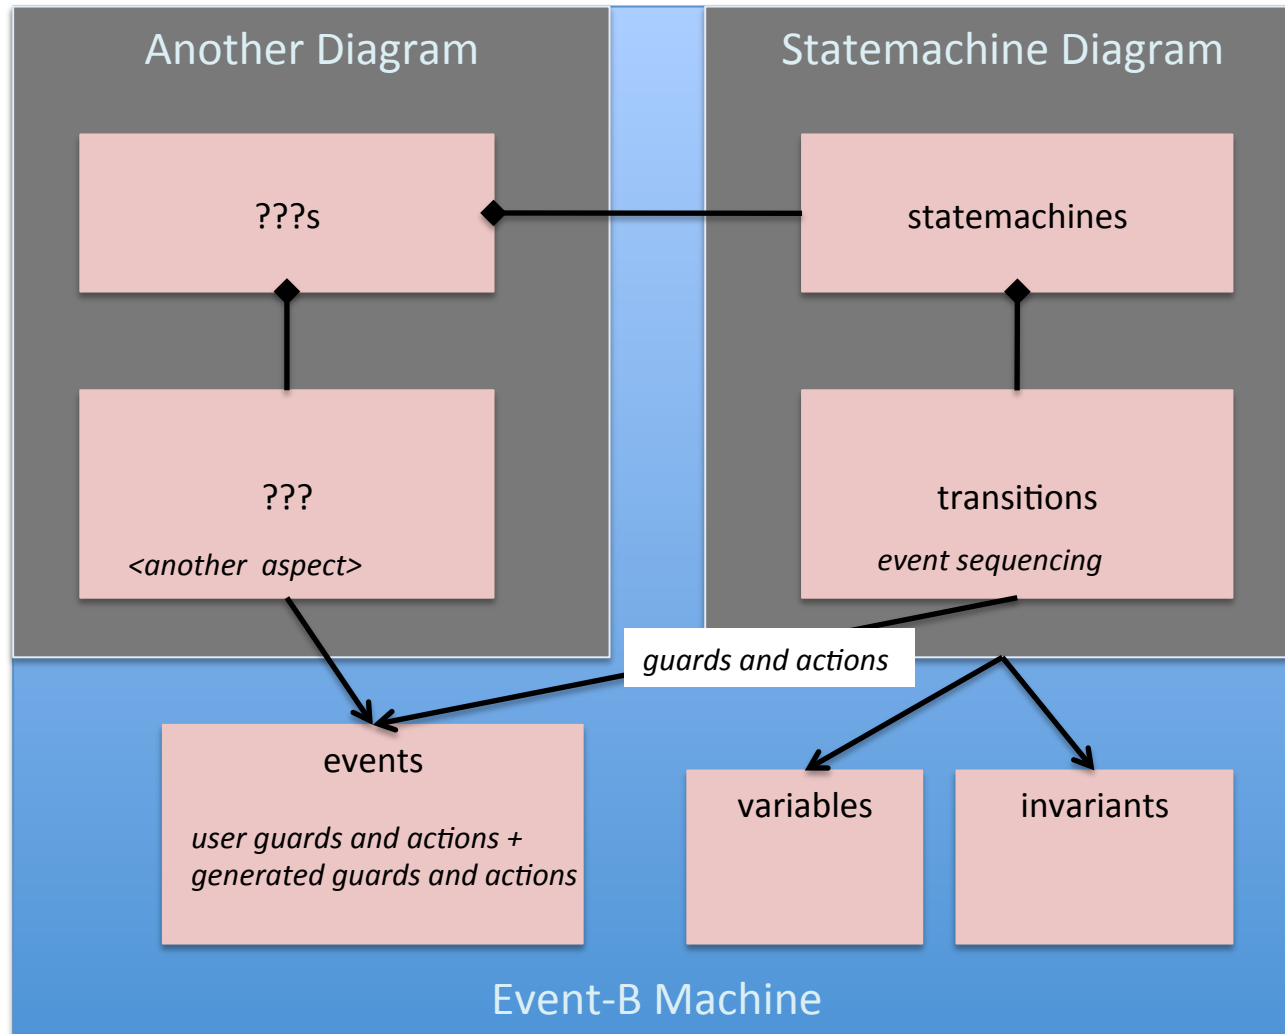 Another Diagram
Statemachine Diagram
???s
statemachines
???
<another aspect>
transitions
event sequencing
guards and actions
events
user guards and actions +
generated guards and actions
variables
invariants
Event-B Machine